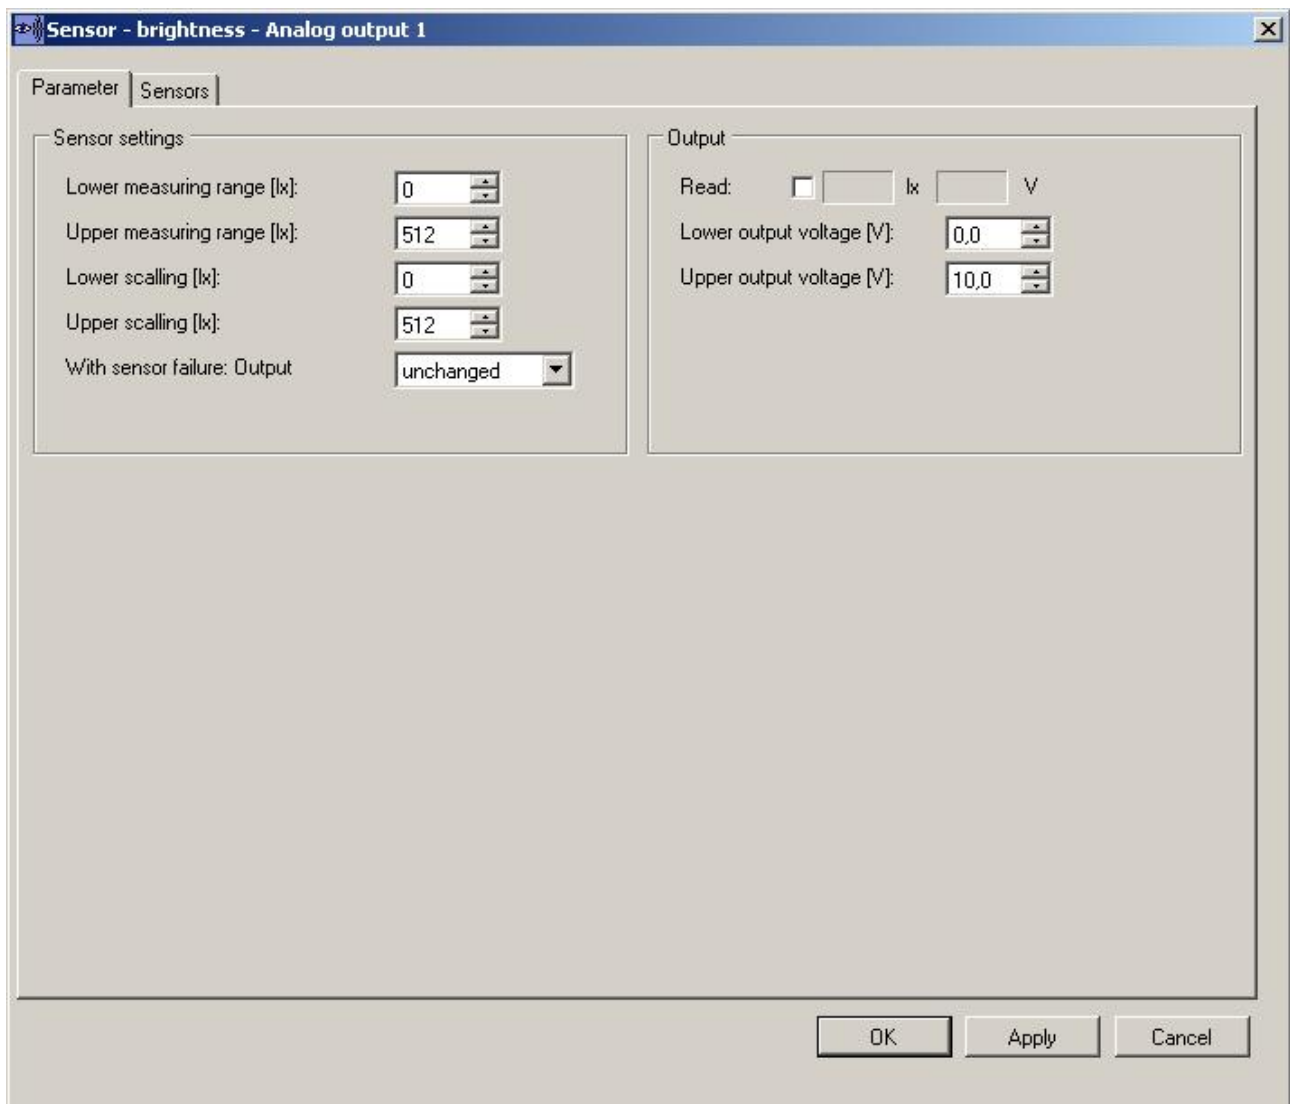 Sensor - brightness - Analog output 1
Parameter
Sensors
Sensor settings
Lower measuring range [lx]: 0
Upper measuring range [lx]: 512
Lower scalling [lx]: 0
Upper scalling [lx]: 512
With sensor failure: Output unchanged
Output
Read: lx V
Lower output voltage [V]: 0,0
Upper output voltage [V]: 10,0
OK
Apply
Cancel